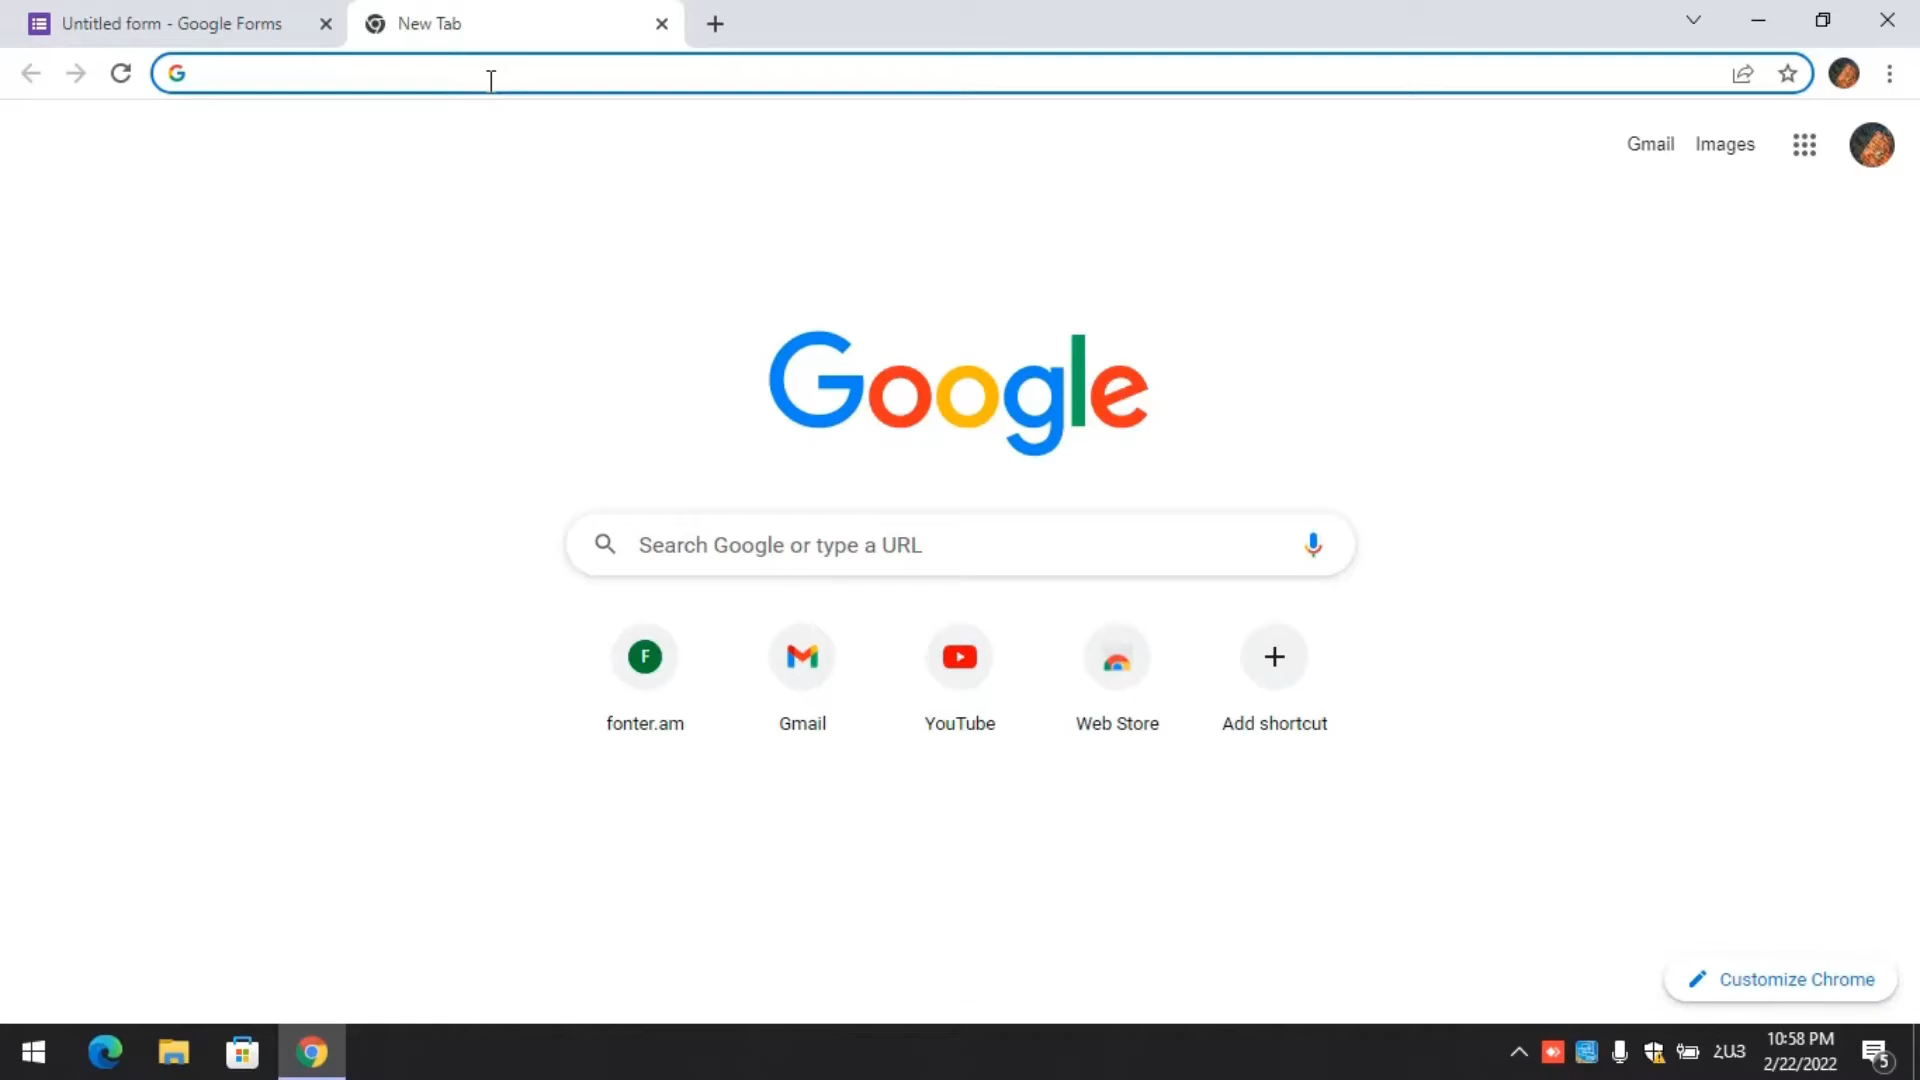 Untitled form - Google Forms
New Tab
Gmail
Images
Google
Search Google or type a URL
F
fonter.am
Gmail
YouTube
Web Store
Add shortcut
Customize Chrome
ՀԱՅ
10:58 PM
2/22/2022
5